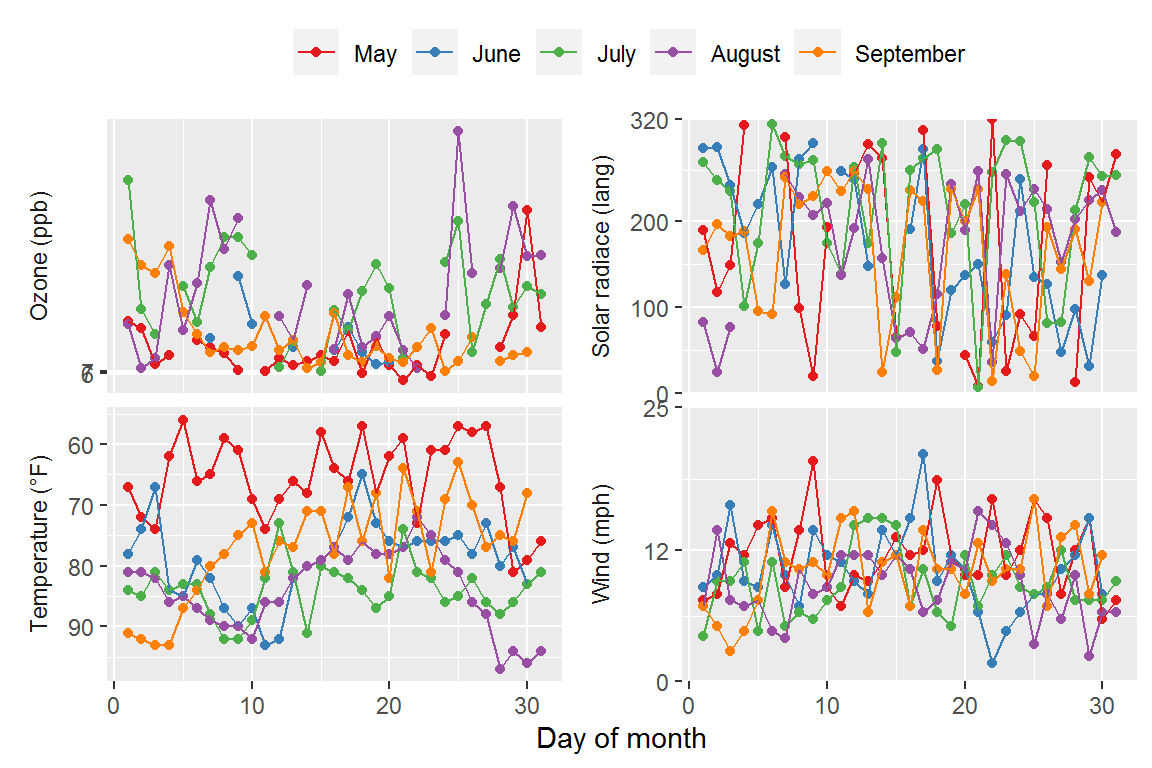 May June July August September
Ozone (ppb)
7
6
Solar radiace (lang)
320
200
100
0
Temperature (°F)
60
70
80
90
Wind (mph)
25
12
0
0 10 20 30
0 10 20 30
Day of month